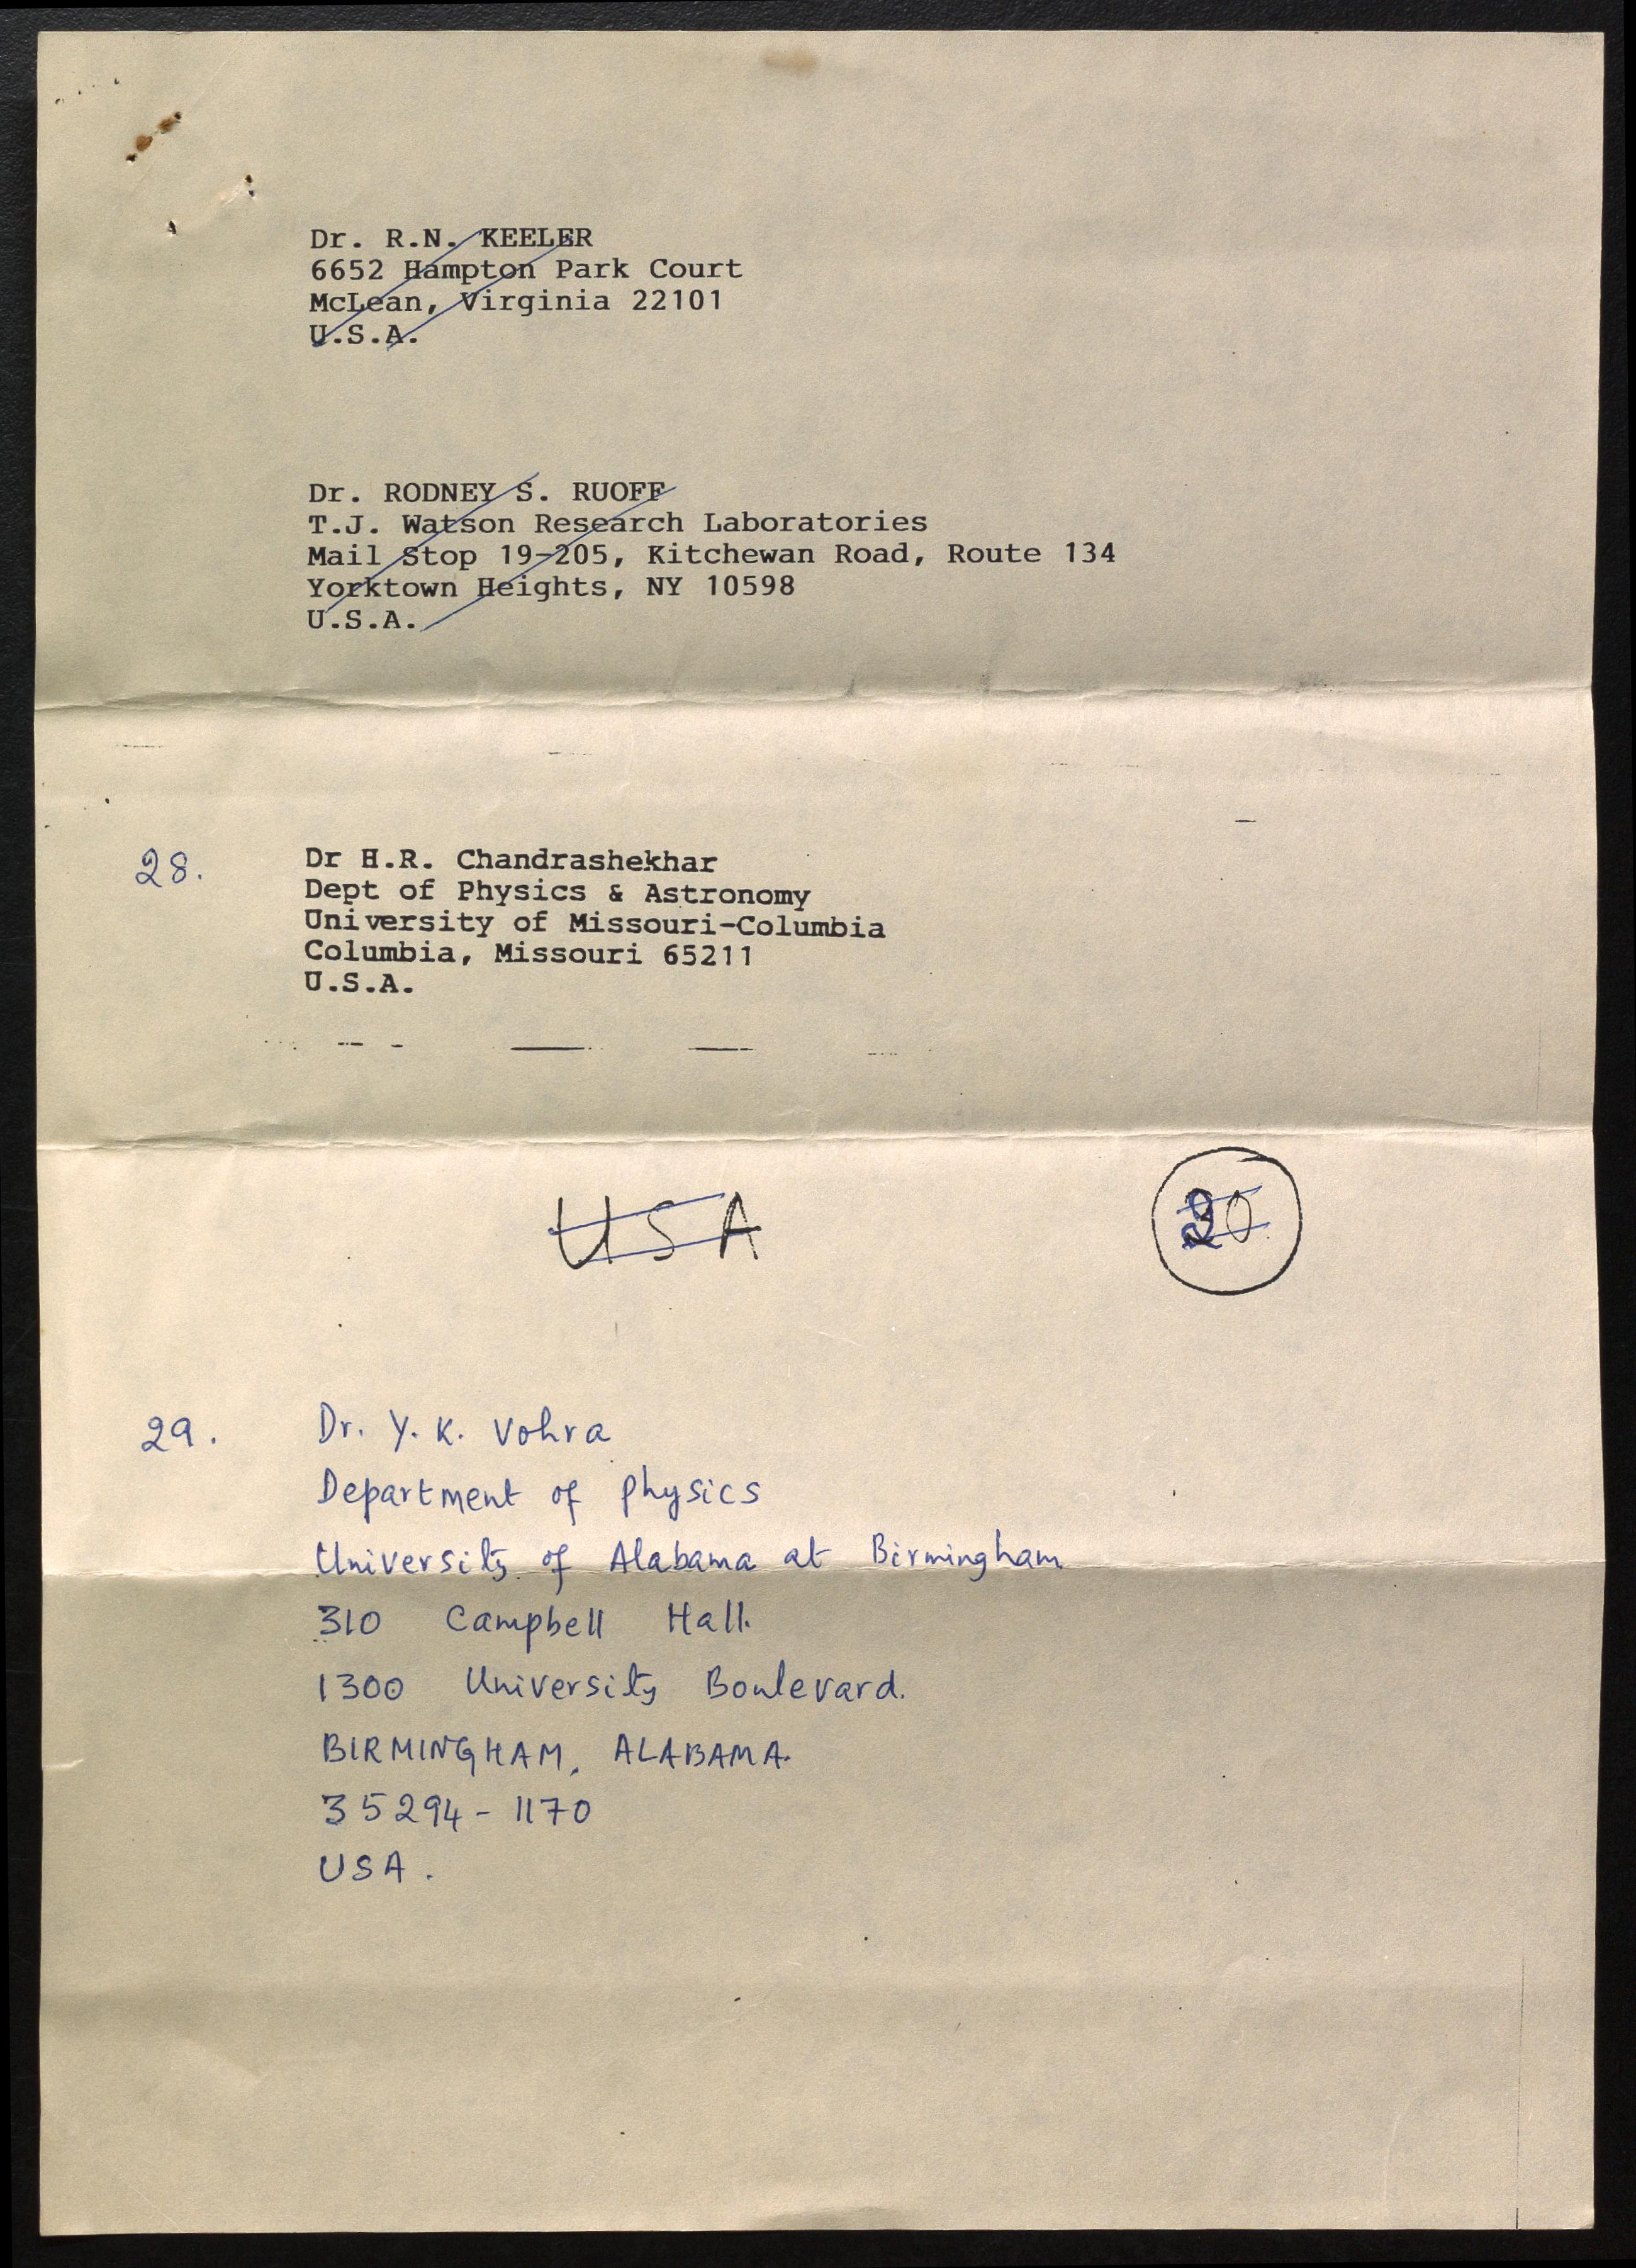 Dr. R.N. KEELER
6652 Hampton Park Court
McLean, Virginia 22101
U.S.A.
Dr. RODNEY S. RUOFF
T.J. Watson Research Laboratories
Mail Stop 19-205, Kitchewan Road, Route 134
Yorktown Heights, NY 10598
U.S.A.
28. Dr H.R. Chandrashekhar
Dept of Physics & Astronomy
University of Missouri-Columbia
Columbia, Missouri 65211
U.S.A.
USA
29. Dr. Y. K. Vohra
Department of physics
University of Alabama at Birmingham
310 Campbell Hall.
1300 University Boulevard.
BIRMINGHAM, ALABAMA.
35294-1170
USA.